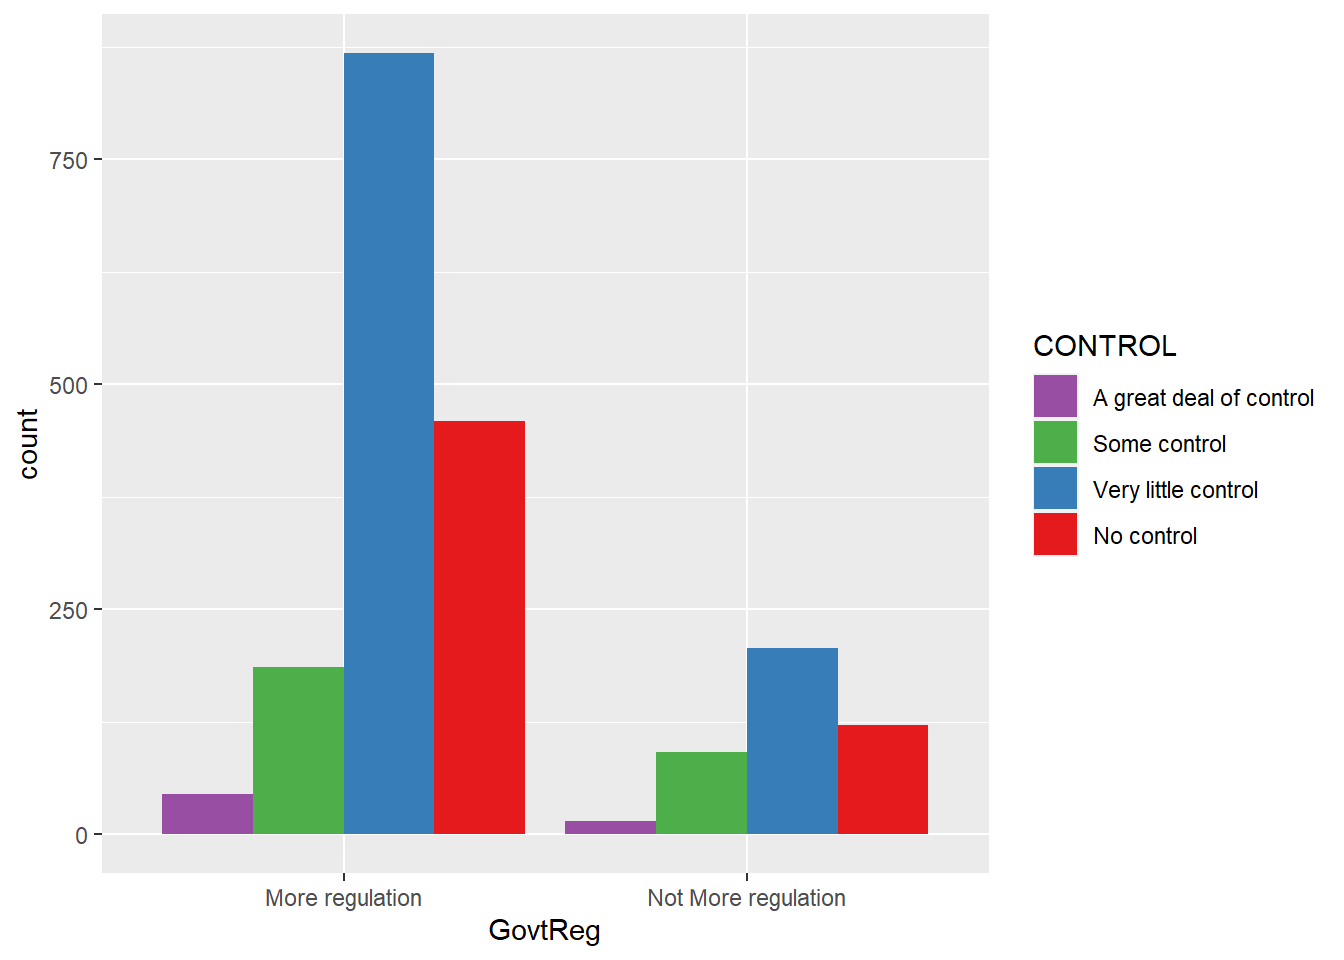 count
750
500
250
0
More regulation
Not More regulation
GovtReg
CONTROL
A great deal of control
Some control
Very little control
No control